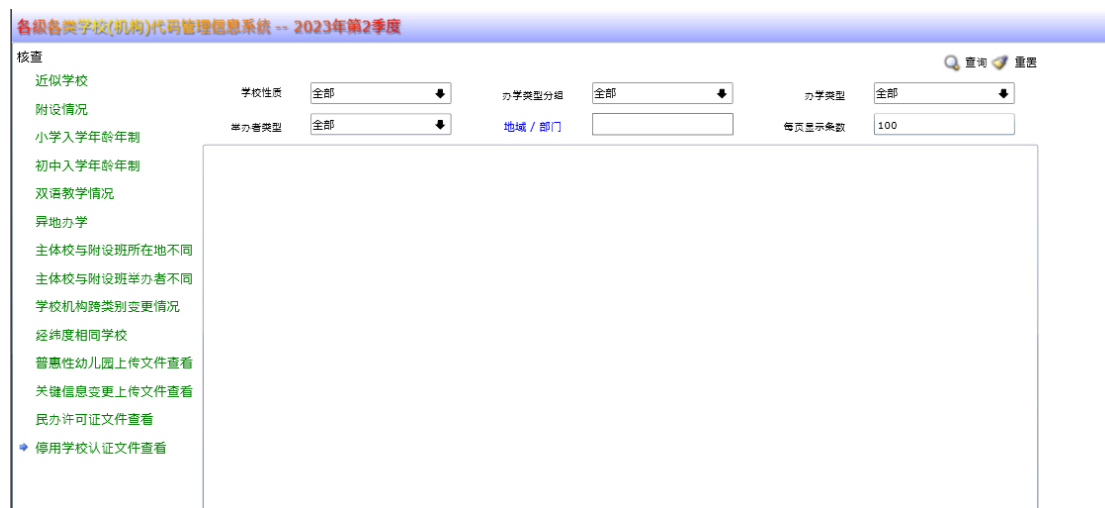 各级各类学校(机构)代码管理信息系统 -- 2023年第2季度
核查
查询 重置
近似学校
附设情况
小学入学年龄年制
初中入学年龄年制
双语教学情况
异地办学
主体校与附设班所在地不同
主体校与附设班举办者不同
学校机构跨类别变更情况
经纬度相同学校
普惠性幼儿园上传文件查看
关键信息变更上传文件查看
民办许可证文件查看
停用学校认证文件查看
学校性质 全部 办学类型分组 全部 办学类型 全部
举办者类型 全部 地域 / 部门 每页显示条数 100